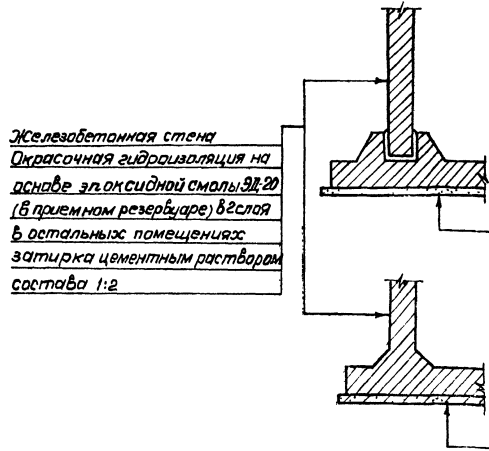 Железобетонная стена
Окрасочная гидроизоляция на
основе эпоксидной смолы ЭД-20
(в приемном резервуаре) в 2 слоя
в остальных помещениях
затирка цементным раствором
состава 1:2